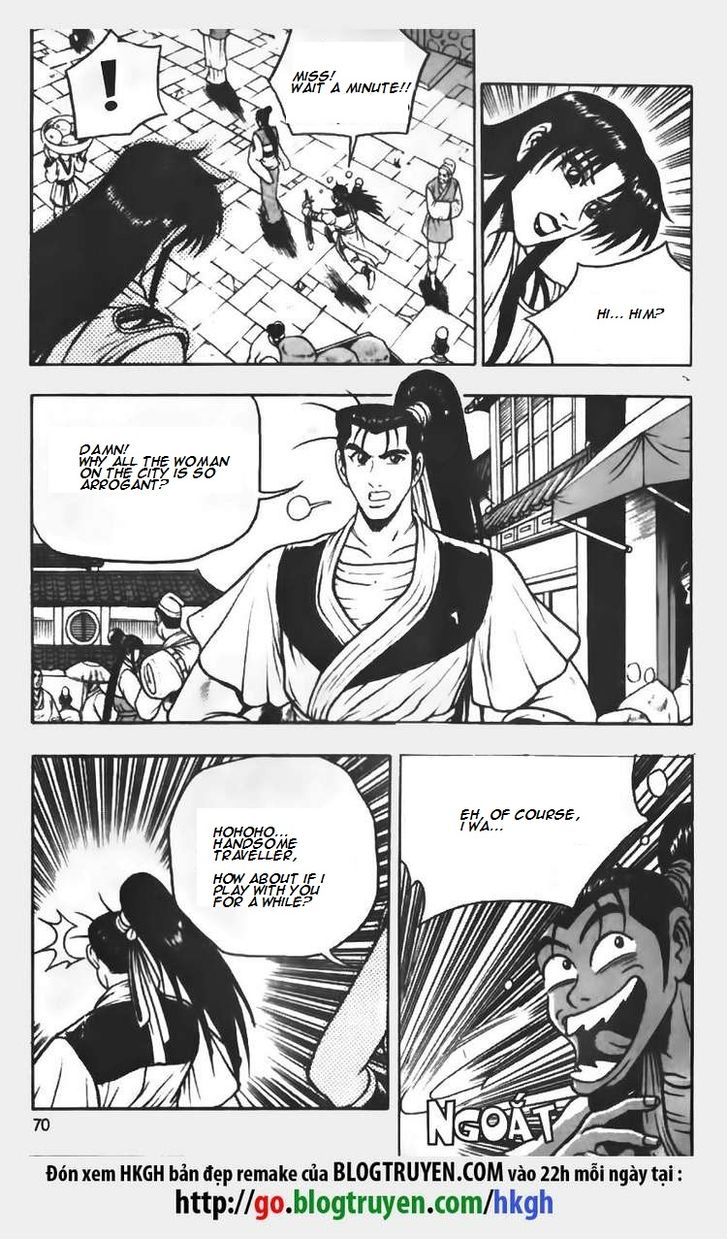 !
MISS!
WAIT A MINUTE!!
HI... HIM?
DAMN!
WHY ALL THE WOMAN
ON THE CITY IS SO
ARROGANT?
HOHOHO...
HANDSOME
TRAVELLER,
HOW ABOUT IF I
PLAY WITH YOU
FOR A WHILE?
EH, OF COURSE,
I WA...
NGOÁT
70
Đón xem HKGH bản đẹp remake của BLOGTRUYEN.COM vào 22h mỗi ngày tại :
http://go.blogtruyen.com/hkgh